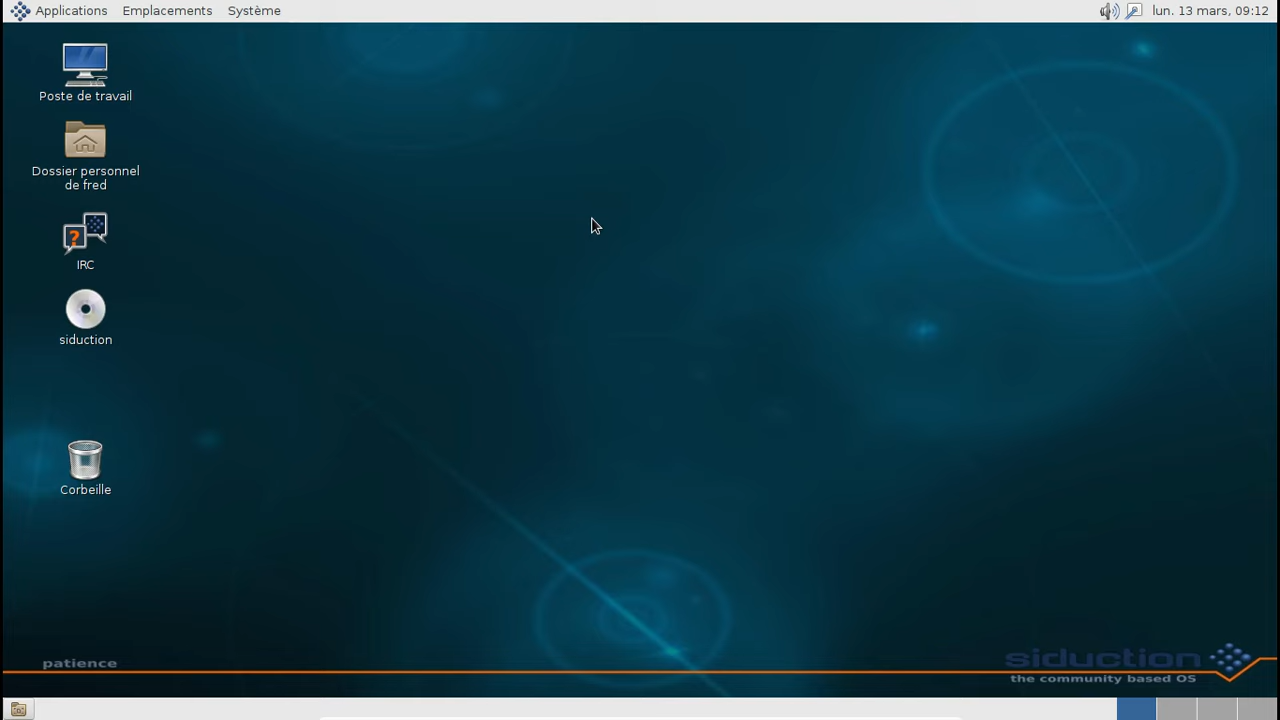 Applications Emplacements Système lun. 13 mars, 09:12
Poste de travail
Dossier personnel
de fred
?
IRC
siduction
Corbeille
patience
siduction
the community based OS